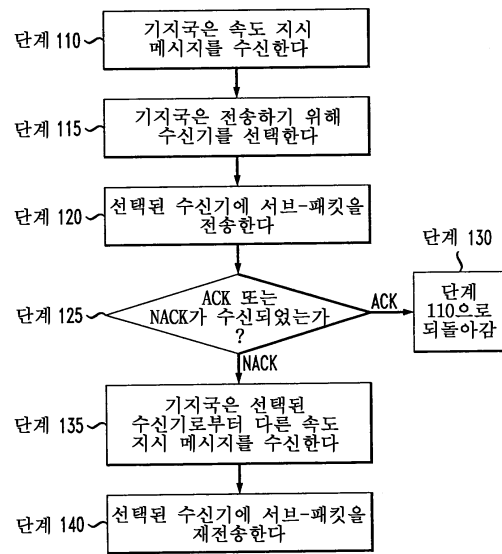 단계 110
기지국은 속도 지시
메시지를 수신한다
단계 115
기지국은 전송하기 위해
수신기를 선택한다
단계 120
선택된 수신기에 서브-패킷을
전송한다
단계 125
ACK 또는
NACK가 수신되었는가
?
ACK
단계 130
단계
110으로
되돌아감
NACK
단계 135
기지국은 선택된
수신기로부터 다른 속도
지시 메시지를 수신한다
단계 140
선택된 수신기에 서브-패킷을
재전송한다